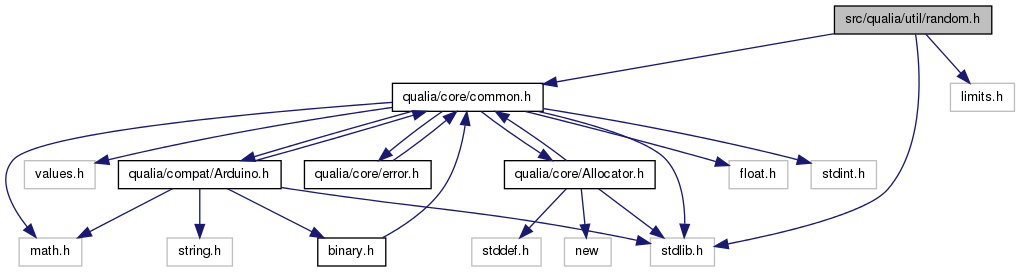 src/qualia/util/random.h
qualia/core/common.h
limits.h
values.h
qualia/compat/Arduino.h
qualia/core/error.h
qualia/core/Allocator.h
float.h
stdint.h
math.h
string.h
binary.h
stddef.h
new
stdlib.h